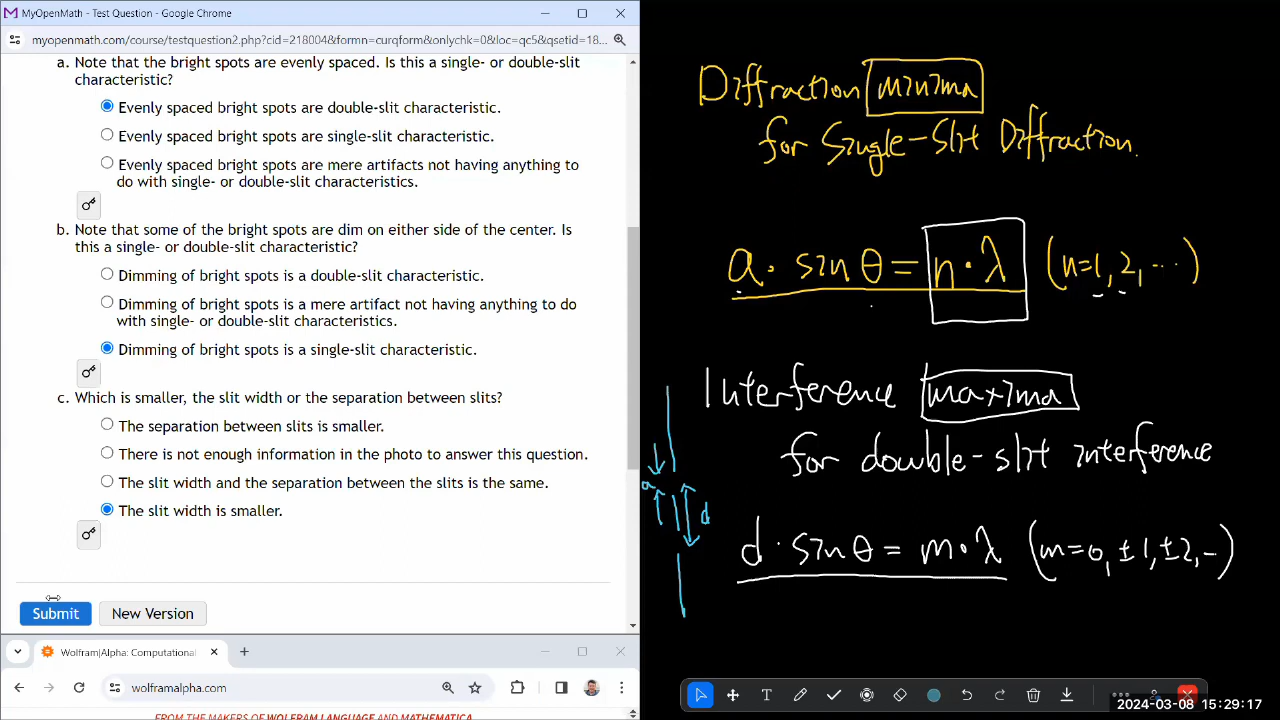 MyOpenMath - Test Question - Google Chrome
myopenmath.com/course/testquestion2.php?cid=218004&formn=curqform&onlychk=0&loc=qc5&qsetid=18...
a. Note that the bright spots are evenly spaced. Is this a single- or double-slit
characteristic?
Evenly speced bright spots are double-slit characteristic.
Evenly speced bright spots are single-slit characteristic.
Evenly speced bright spots are mere artifacts not having anything to
do with single- or double-slit characteristics.
b. Note that some of the bright spots are dim on either side of the center. Is
this a single- or double-slit characteristic?
Dimming of bright spots is a double-slit characteristic.
Dimming of bright spots is mere artifact not having anything to do
with single- or double-slit characteristics.
Dimming of bright spots is a single-slit characteristic.
c. Which is smaller, the slit width or the separation between slits?
The separation between slits is smaller.
There is not enough information in the photo to answer this question.
The slit width and the separation between the slits is the same.
The slit width is smaller.
Submit
New Version
Wolfram|Alpha: Computational
wolframalpha.com
FROM THE MAKERS OF WOLFRAM LANGUAGE AND MATHEMATICA
Diffraction minima
for Single-Slit Diffraction.
a · sin θ = n · λ (n=1, 2, ...)
Interference maxima
for double-slit interference
a
d
d · sin θ = m · λ (m=0, ±1, ±2, ...)
2024-03-08 15:29:17